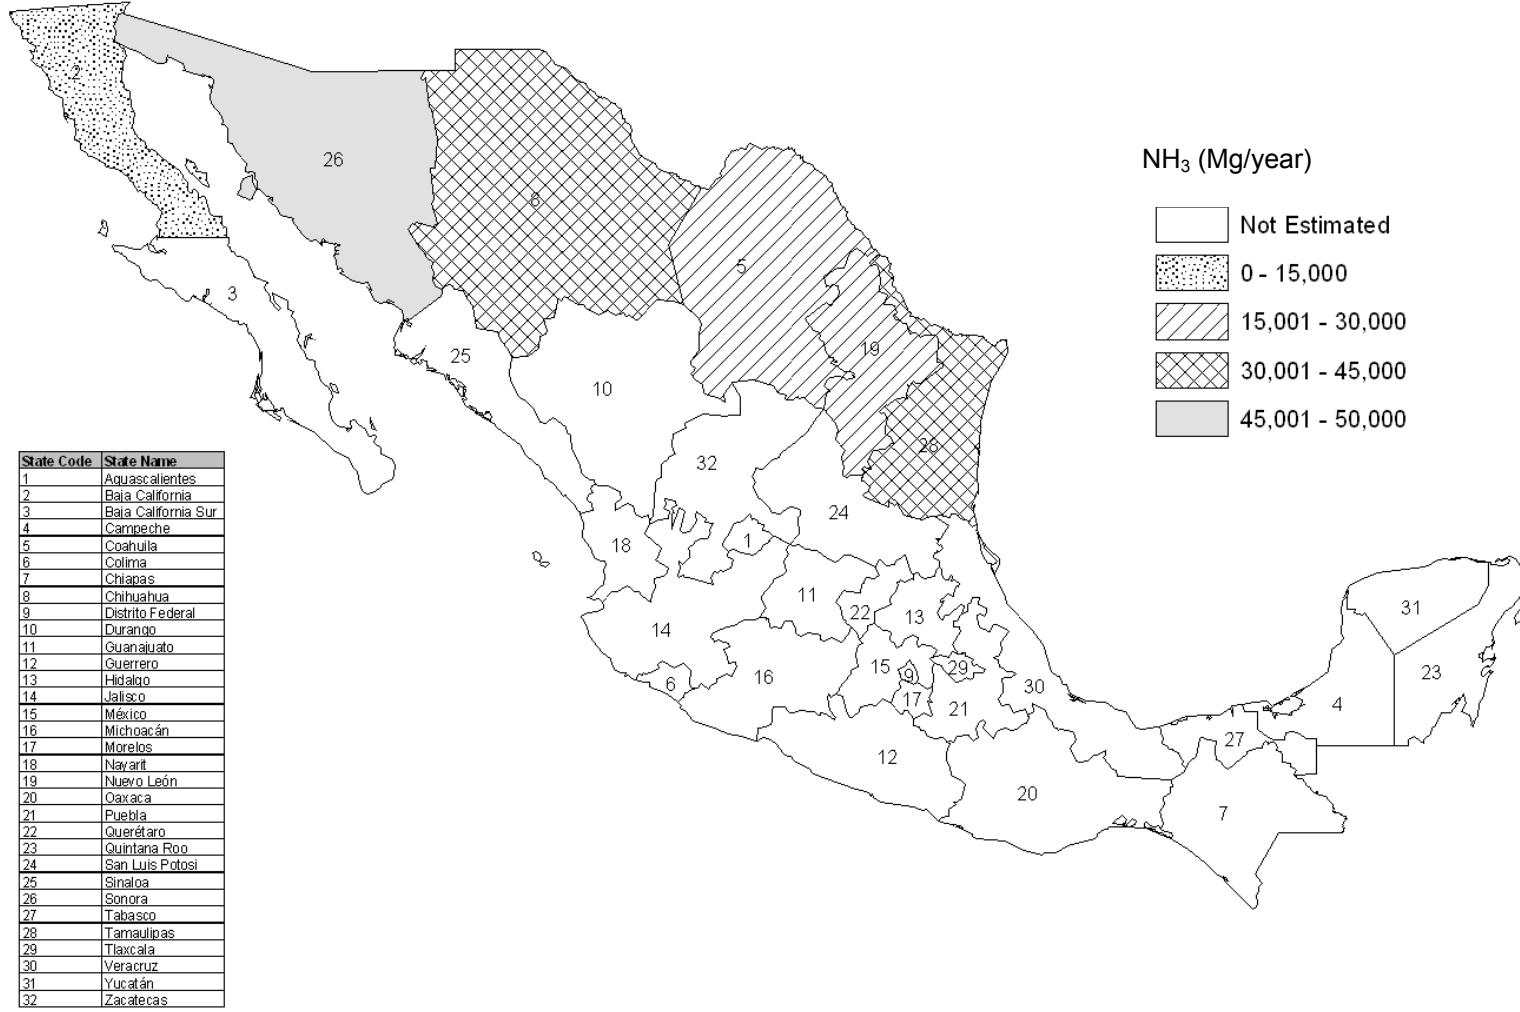 2
26
8
NH3 (Mg/year)
Not Estimated
0 - 15,000
15,001 - 30,000
30,001 - 45,000
45,001 - 50,000
5
3
19
25
10
28
32
24
18
1
11
22
13
14
31
15
9
29
16
6
17
21
30
23
4
27
12
20
7
State Code State Name
1 Aguascalientes
2 Baja California
3 Baja California Sur
4 Campeche
5 Coahuila
6 Colima
7 Chiapas
8 Chihuahua
9 Distrito Federal
10 Durango
11 Guanajuato
12 Guerrero
13 Hidalgo
14 Jalisco
15 México
16 Michoacán
17 Morelos
18 Nayarit
19 Nuevo León
20 Oaxaca
21 Puebla
22 Querétaro
23 Quintana Roo
24 San Luis Potosi
25 Sinaloa
26 Sonora
27 Tabasco
28 Tamaulipas
29 Tlaxcala
30 Veracruz
31 Yucatán
32 Zacatecas